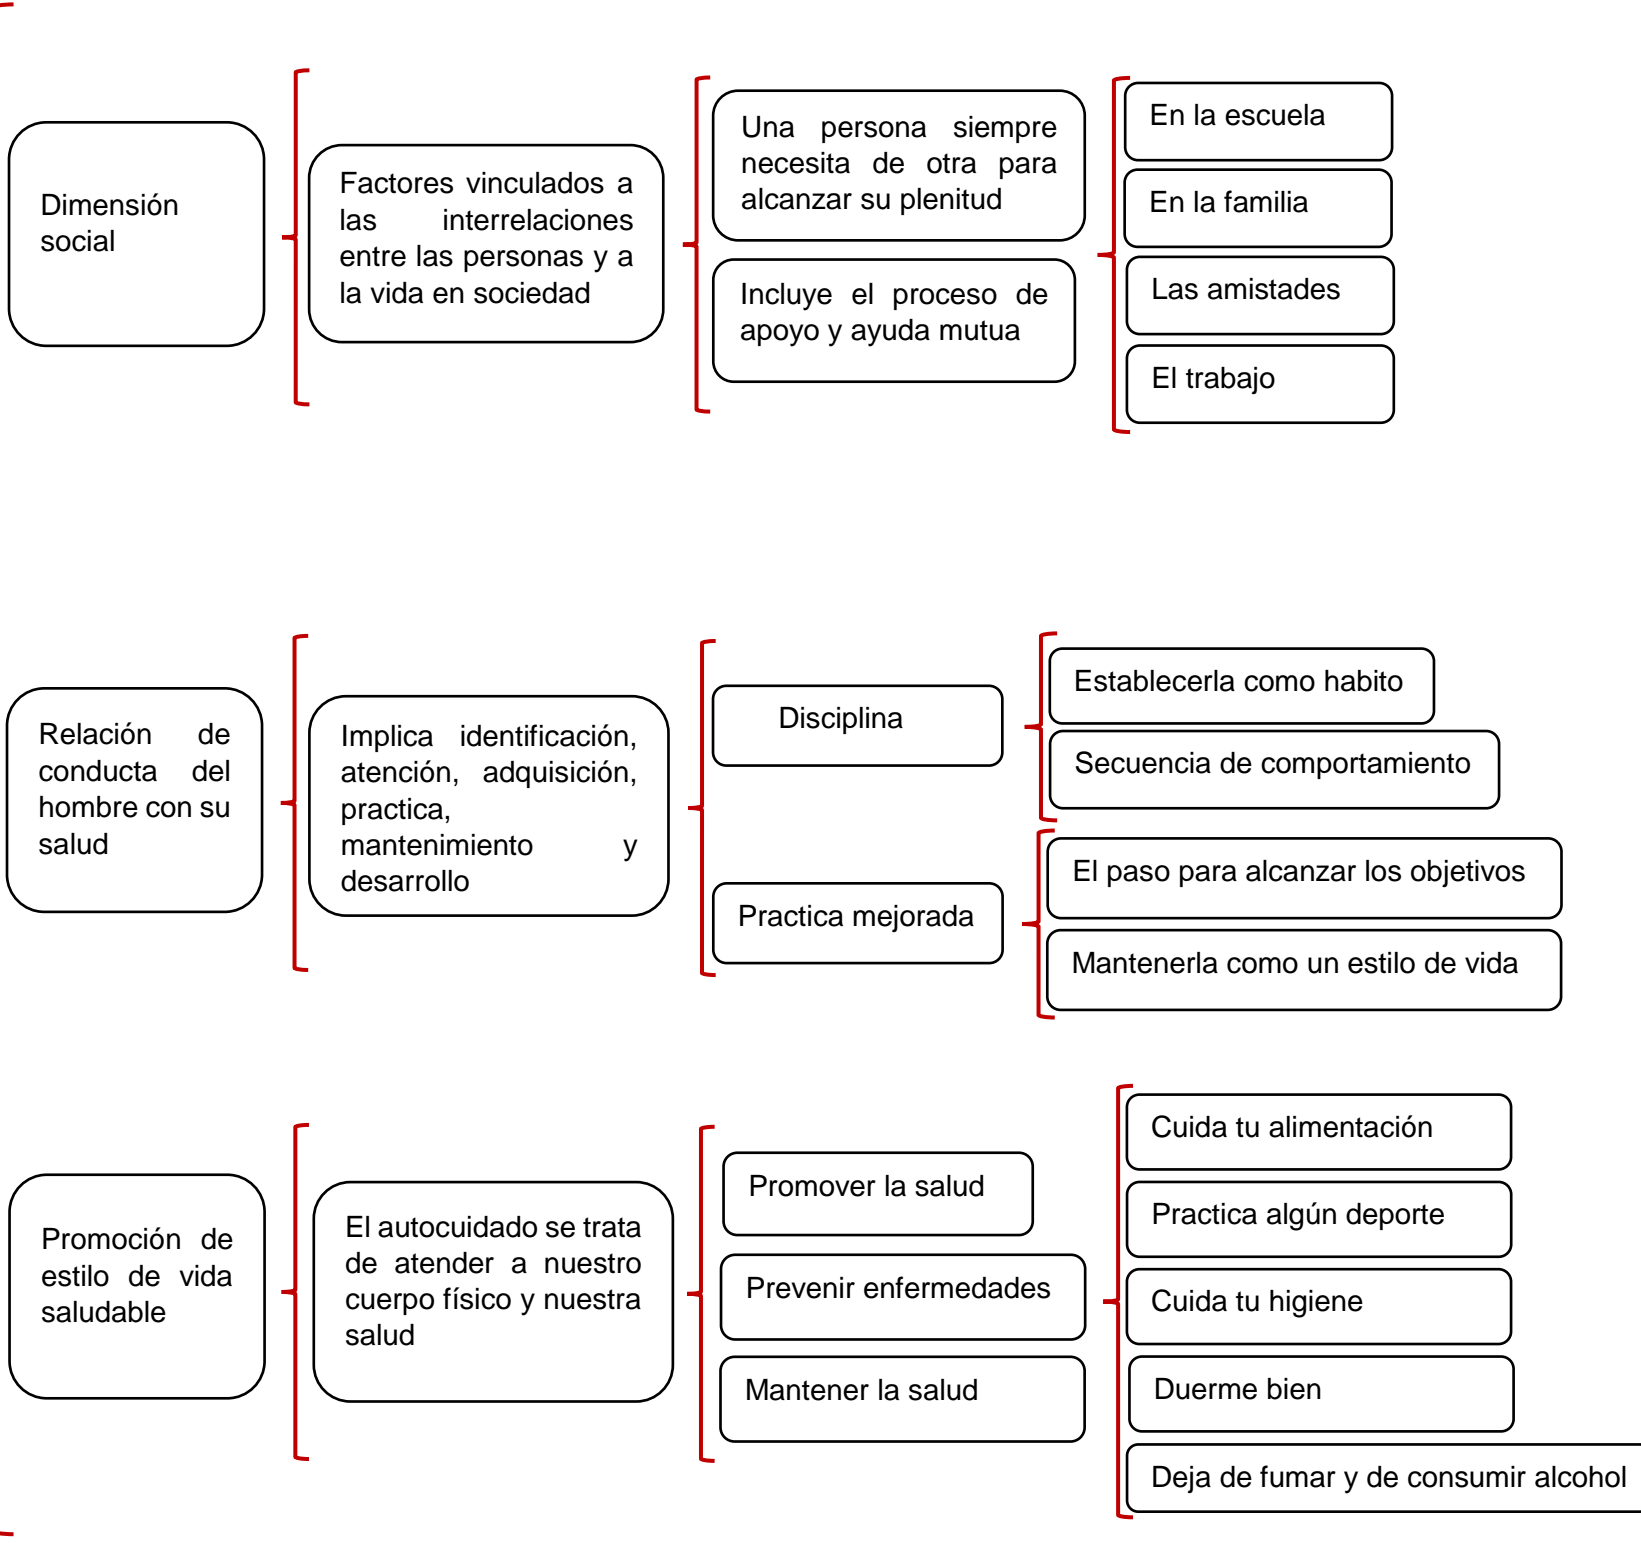 Dimensión
social
Factores vinculados a
las interrelaciones
entre las personas y a
la vida en sociedad
Una persona siempre
necesita de otra para
alcanzar su plenitud
Incluye el proceso de
apoyo y ayuda mutua
En la escuela
En la familia
Las amistades
El trabajo
Relación de
conducta del
hombre con su
salud
Implica identificación,
atención, adquisición,
practica,
mantenimiento y
desarrollo
Disciplina
Establecerla como habito
Secuencia de comportamiento
Practica mejorada
El paso para alcanzar los objetivos
Mantenerla como un estilo de vida
Promoción de
estilo de vida
saludable
El autocuidado se trata
de atender a nuestro
cuerpo físico y nuestra
salud
Promover la salud
Prevenir enfermedades
Mantener la salud
Cuida tu alimentación
Practica algún deporte
Cuida tu higiene
Duerme bien
Deja de fumar y de consumir alcohol